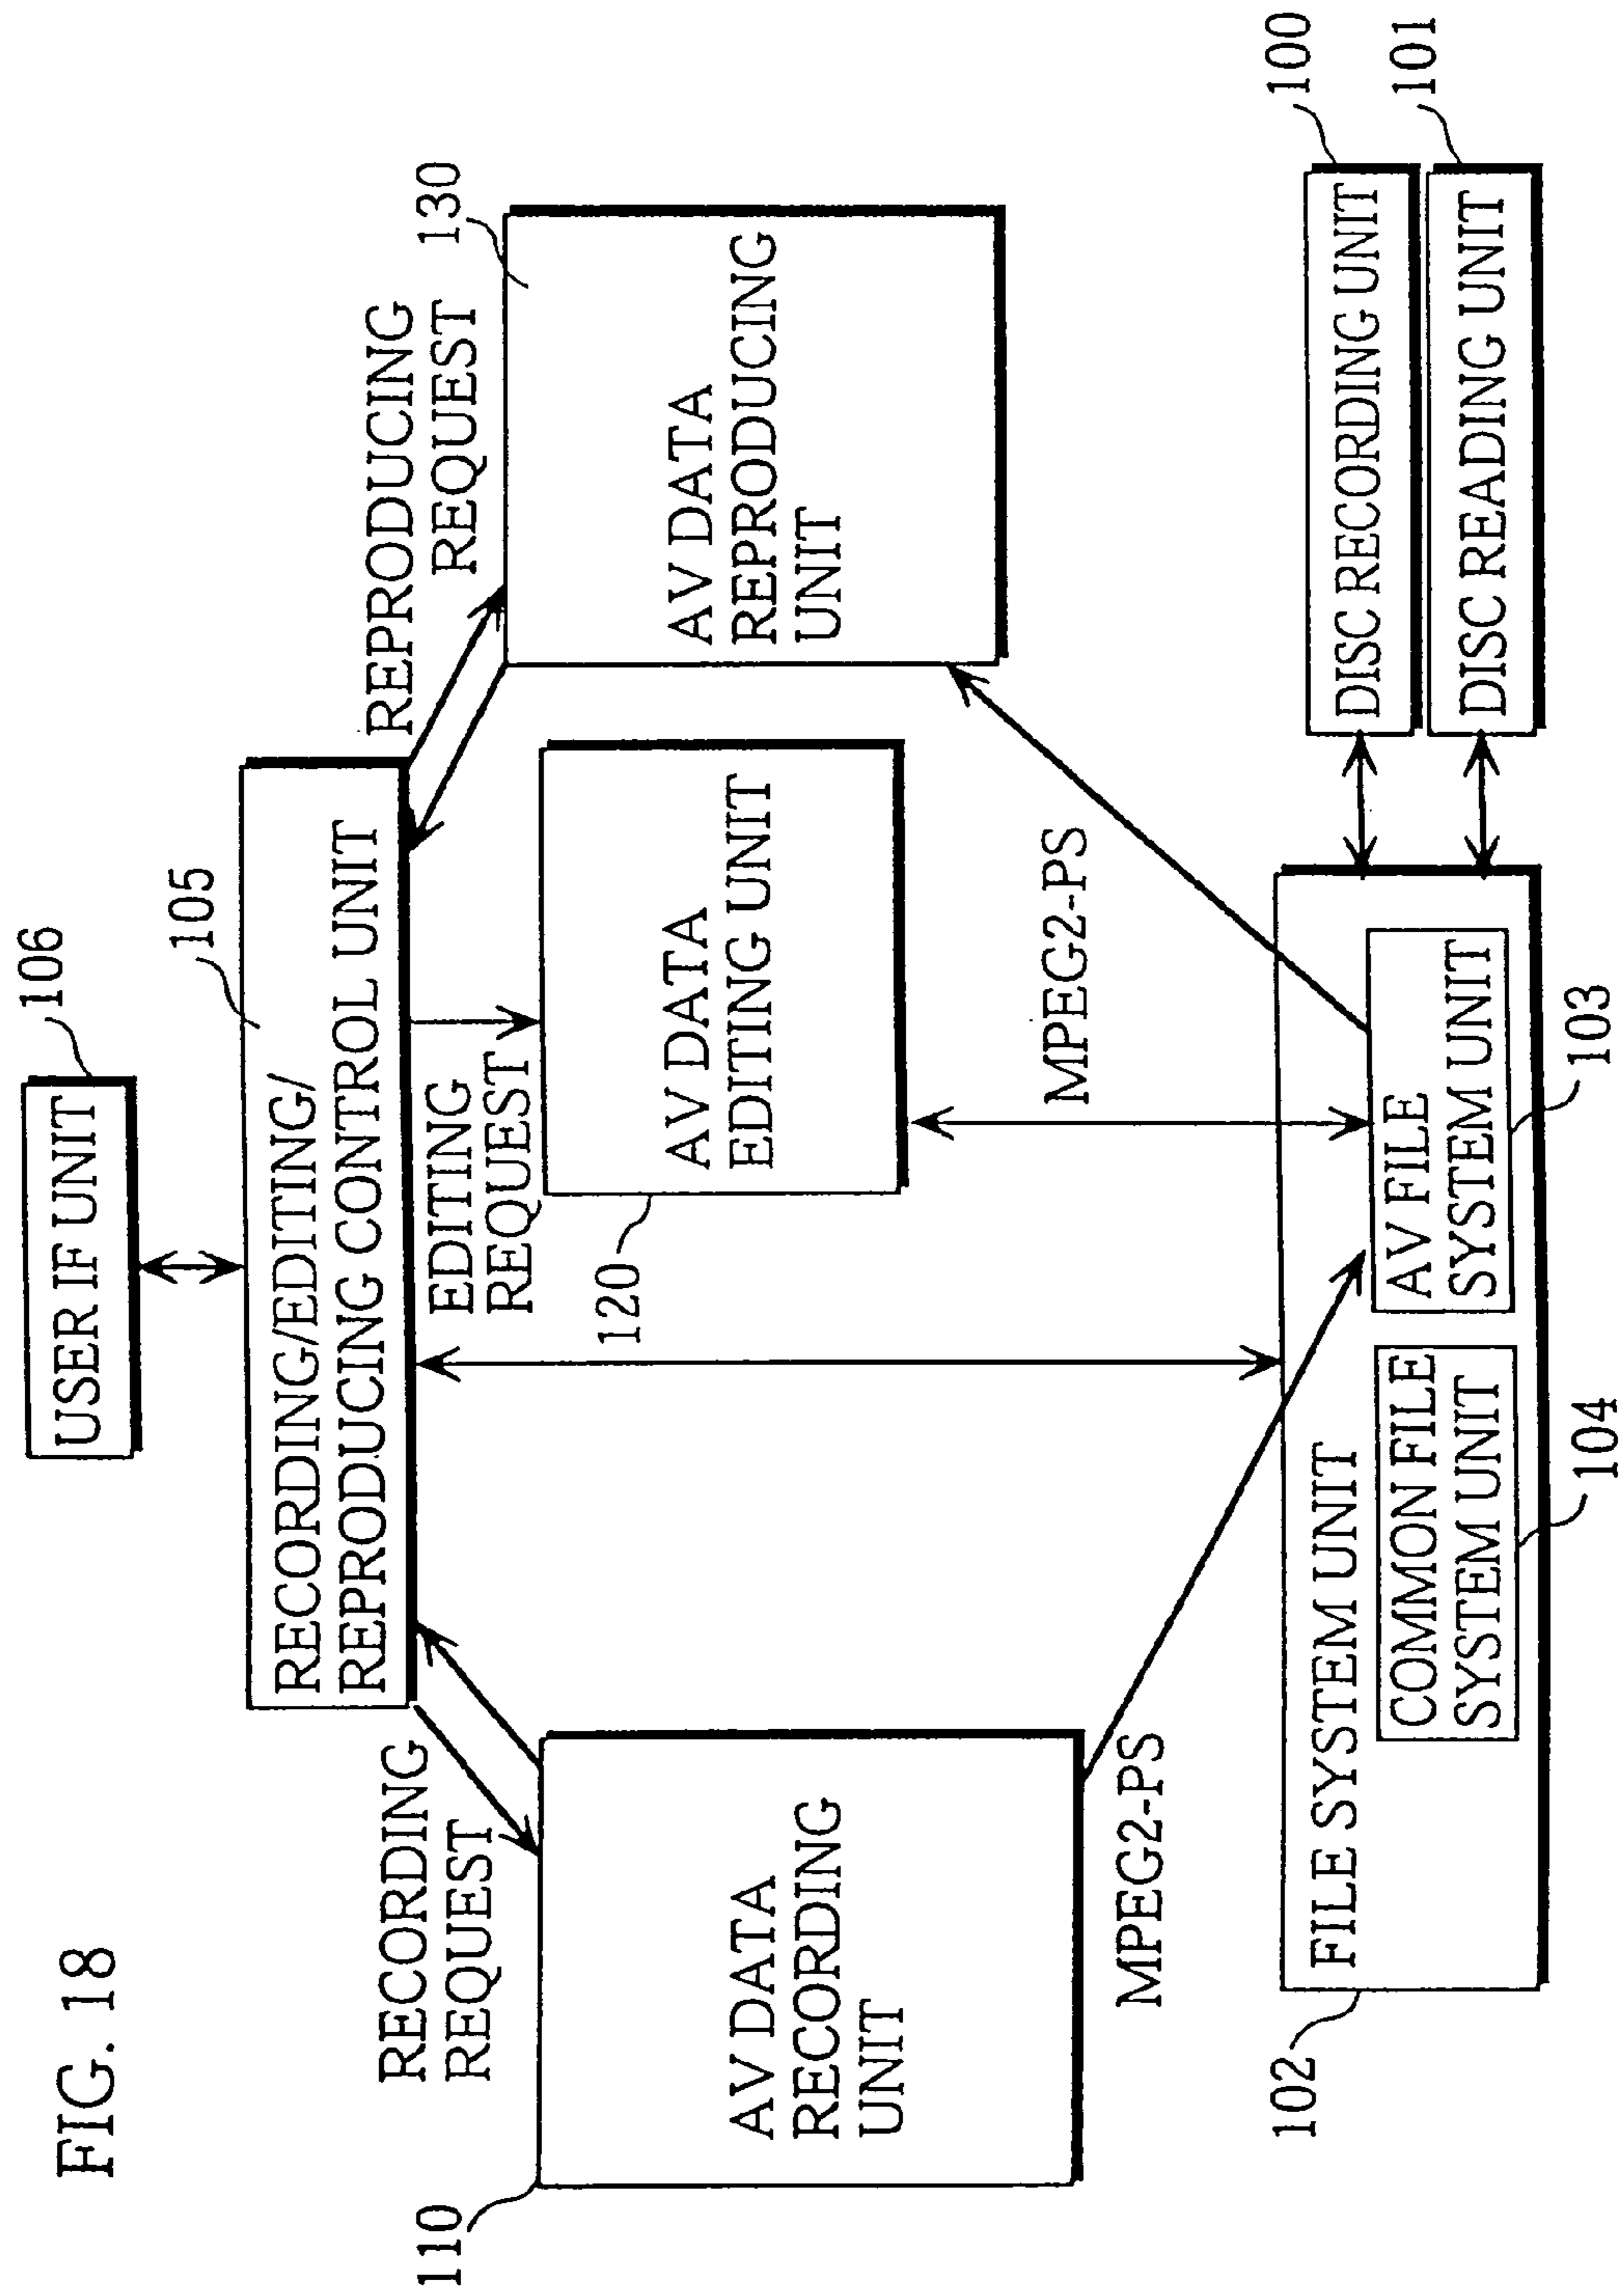 FIG. 18
106
USER IF UNIT
105
RECORDING/EDITING/
REPRODUCING CONTROL UNIT
RECORDING
REQUEST
EDITING
REQUEST
REPRODUCING
REQUEST
110
AV DATA
RECORDING
UNIT
120
AV DATA
EDITING UNIT
130
AV DATA
REPRODUCING
UNIT
MPEG2-PS
MPEG2-PS
102
FILE SYSTEM UNIT
COMMON FILE
SYSTEM UNIT
104
AV FILE
SYSTEM UNIT
103
DISC RECORDING UNIT
100
DISC READING UNIT
101